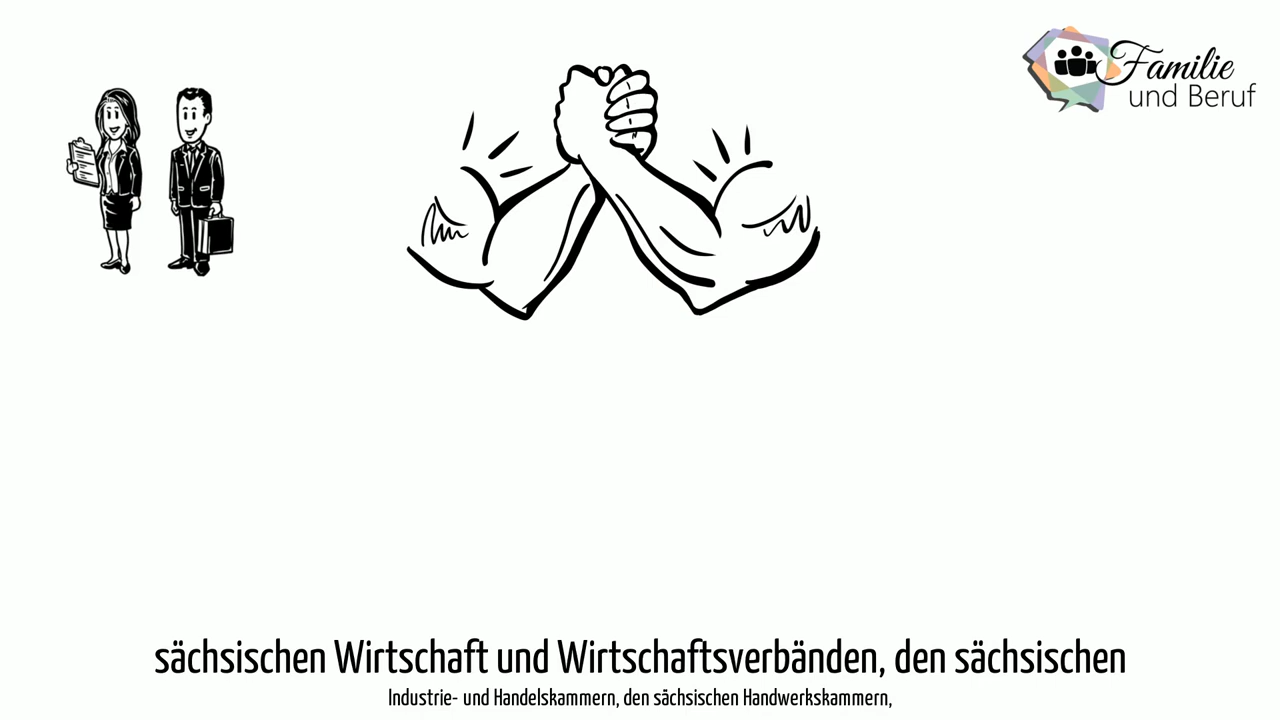 Familie
und Beruf
sächsischen Wirtschaft und Wirtschaftsverbänden, den sächsischen
Industrie- und Handelskammern, den sächsischen Handwerkskammern,